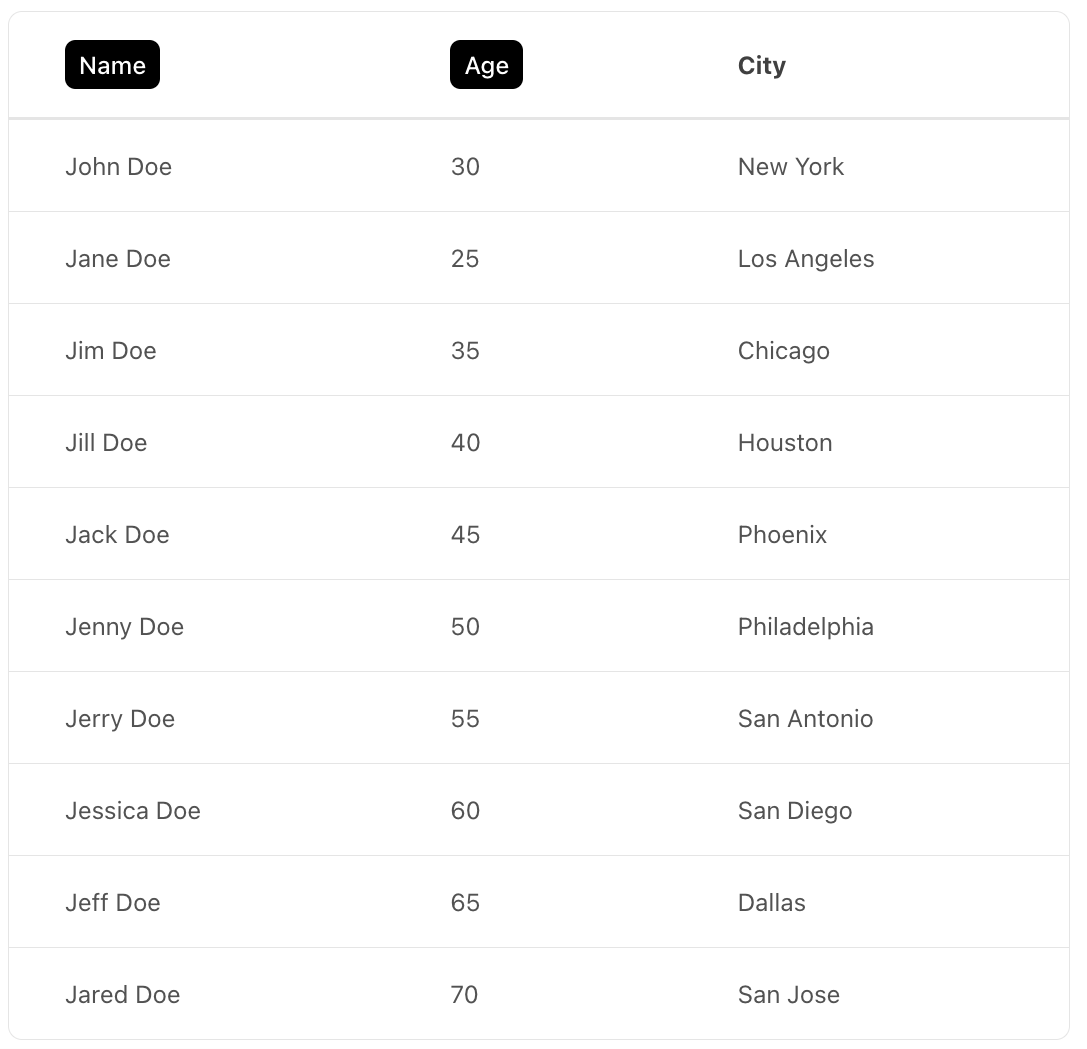 Name Age City
John Doe 30 New York
Jane Doe 25 Los Angeles
Jim Doe 35 Chicago
Jill Doe 40 Houston
Jack Doe 45 Phoenix
Jenny Doe 50 Philadelphia
Jerry Doe 55 San Antonio
Jessica Doe 60 San Diego
Jeff Doe 65 Dallas
Jared Doe 70 San Jose